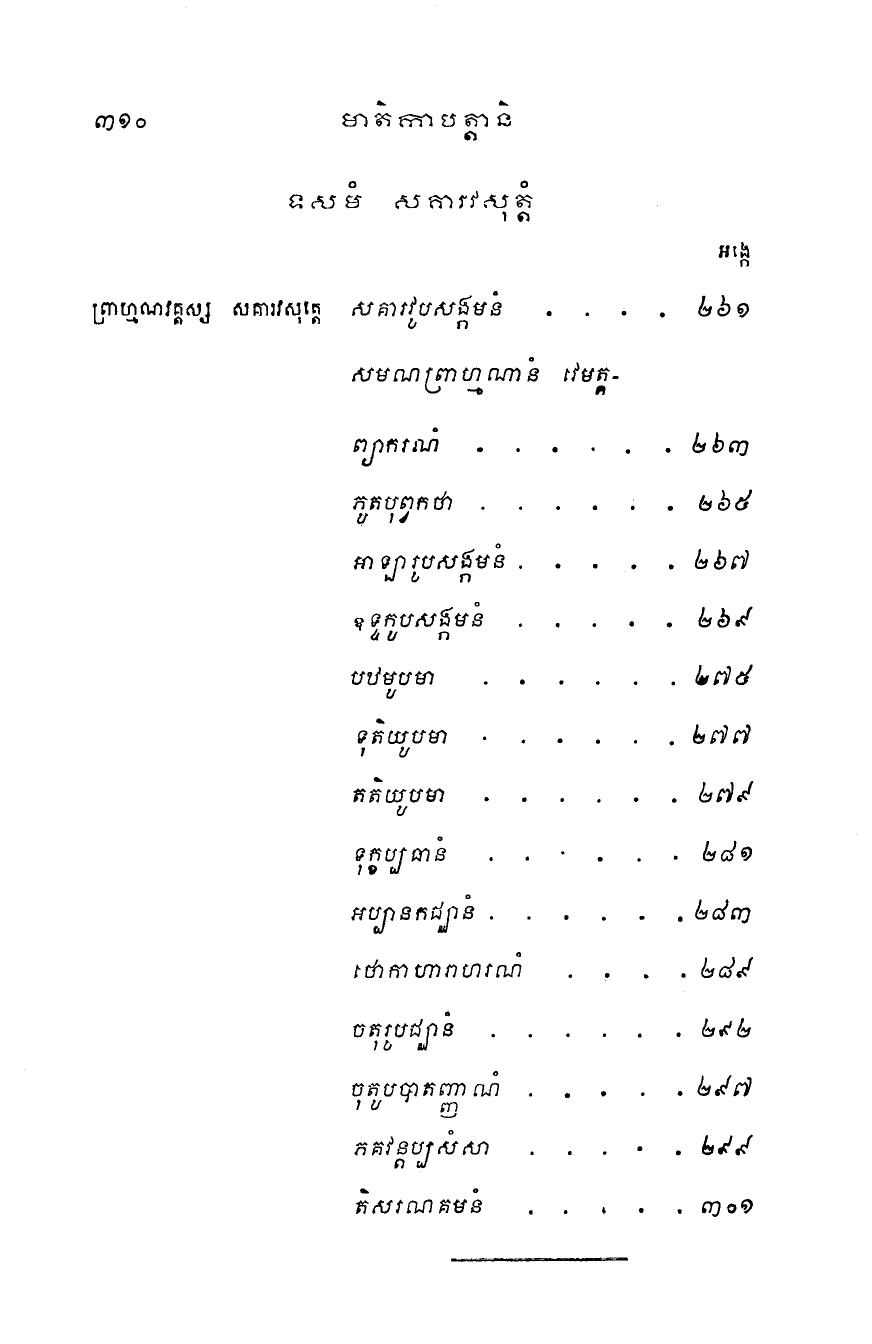 ៣១០ មាតិកាបត្តានិ
ទសមំ សគារវសុត្តំ
អង្កេ
ព្រាហ្មណវគ្គស្ស សគារវសុត្តេ សគារវូបសង្កមនំ . . . . ២៦១
សមណព្រាហ្មណានំ វេមត្ត-
ព្យាករណំ . . . . . . ២៦៣
ភូតបុព្វកថា . . . . . . ២៦៥
អាឡារូបសង្កមនំ . . . . . ២៦៧
ឧទ្ទកូបសង្កមនំ . . . . . ២៦៩
បឋមូបមា . . . . . . ២៧៥
ទុតិយូបមា . . . . . . ២៧៧
តតិយូបមា . . . . . . ២៧៩
ទុក្ខប្បធានំ . . . . . . ២៨១
អប្បានកជ្ឈានំ . . . . . . ២៨៣
ថោកាហារាហរណំ . . . . ២៨៩
ចតុរូបជ្ឈានំ . . . . . . ២៩២
ចុតូបបាតញ្ញាណំ . . . . . ២៩៧
ភគវន្តប្បសំសា . . . . . ២៩៩
តិសរណគមនំ . . . . . ៣០១